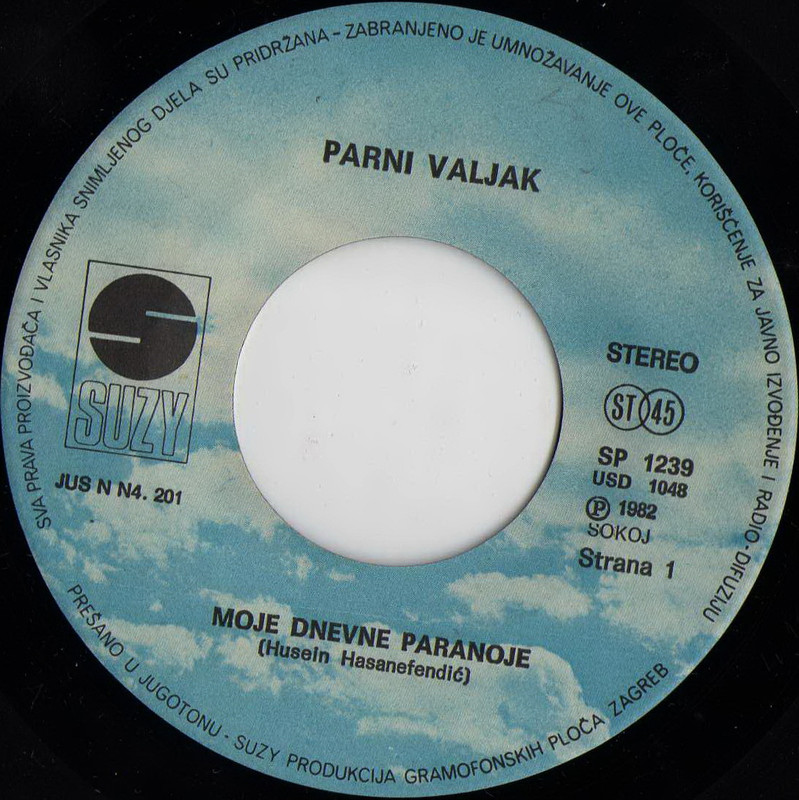 SVA PRAVA PROIZVOĐAČA I VLASNIKA SNIMLJENOG DJELA SU PRIDRŽANA - ZABRANJENO JE UMNOŽAVANJE OVE PLOČE, KORIŠĆENJE ZA JAVNO IZVOĐENJE I RADIO-DIFUZIJU
PARNI VALJAK
SUZY
JUS N N4. 201
STEREO
ST 45
SP 1239
USD 1048
Ⓟ 1982
SOKOJ
Strana 1
MOJE DNEVNE PARANOJE
(Husein Hasanefendić)
PREŠANO U JUGOTONU - SUZY PRODUKCIJA GRAMOFONSKIH PLOČA ZAGREB